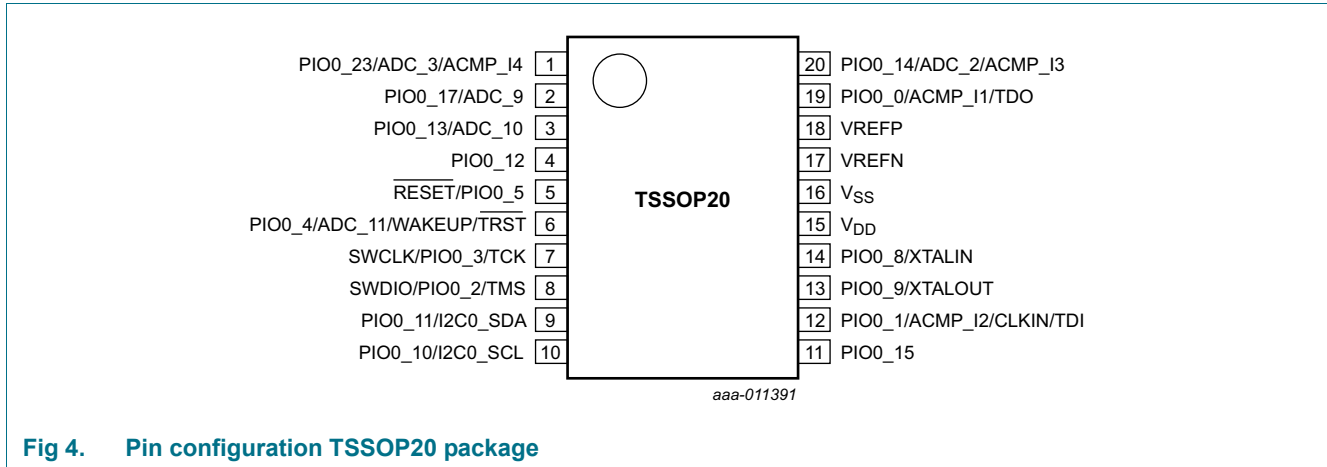 PIO0_23/ADC_3/ACMP_I4 1 20 PIO0_14/ADC_2/ACMP_I3
PIO0_17/ADC_9 2 19 PIO0_0/ACMP_I1/TDO
PIO0_13/ADC_10 3 18 VREFP
PIO0_12 4 17 VREFN
RESET/PIO0_5 5 TSSOP20 16 VSS
PIO0_4/ADC_11/WAKEUP/TRST 6 15 VDD
SWCLK/PIO0_3/TCK 7 14 PIO0_8/XTALIN
SWDIO/PIO0_2/TMS 8 13 PIO0_9/XTALOUT
PIO0_11/I2C0_SDA 9 12 PIO0_1/ACMP_I2/CLKIN/TDI
PIO0_10/I2C0_SCL 10 11 PIO0_15
aaa-011391
Fig 4. Pin configuration TSSOP20 package